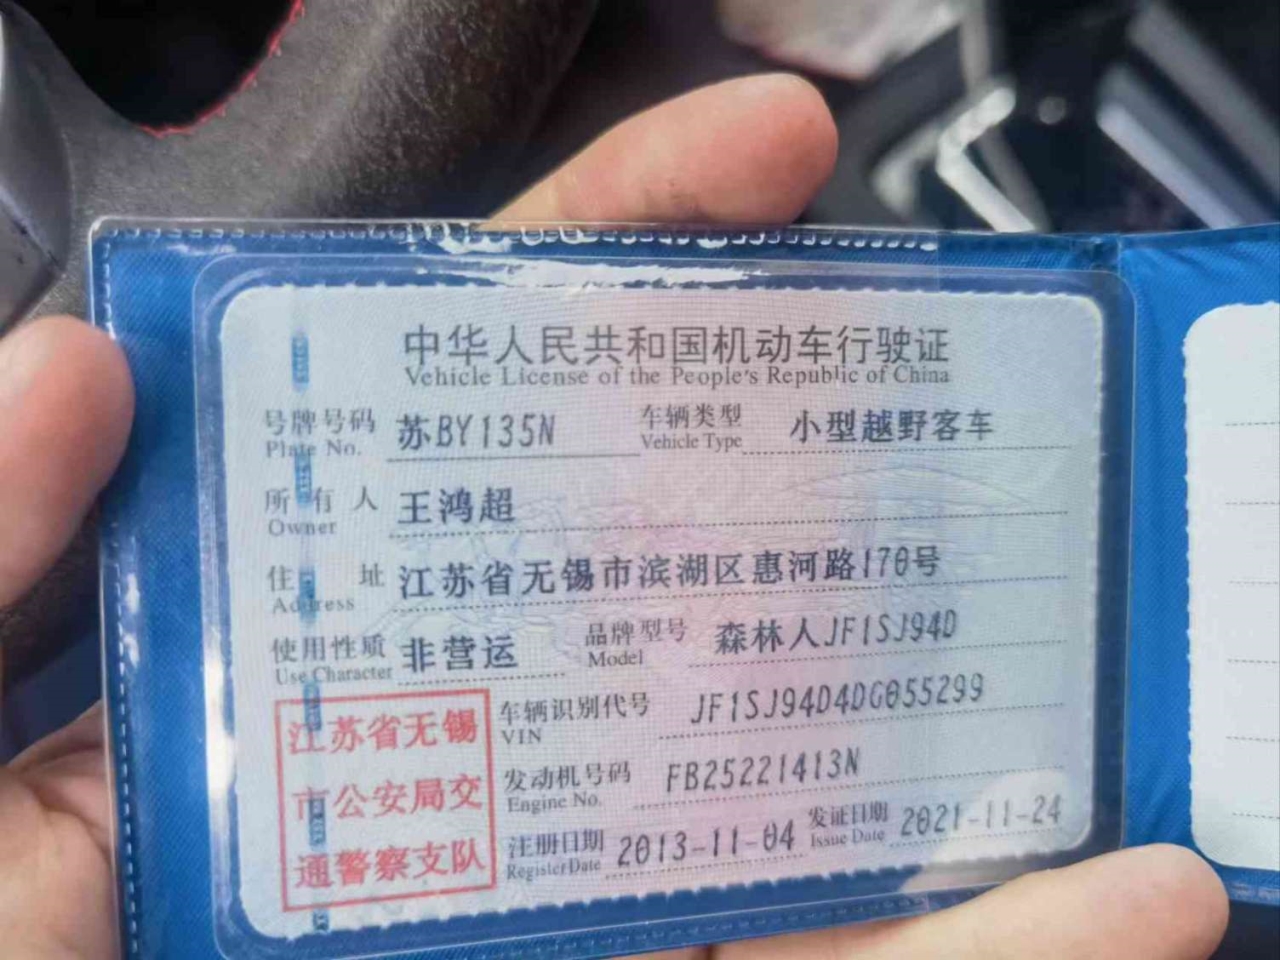 中华人民共和国机动车行驶证
Vehicle License of the People's Republic of China
号牌号码 苏BY135N 车辆类型 小型越野客车
Plate No. Vehicle Type
所有人 王鸿超
Owner
住址 江苏省无锡市滨湖区惠河路170号
Address
使用性质 非营运 品牌型号 森林人JF1SJ94D
Use Character Model
车辆识别代号 JF1SJ94D4DG055299
VIN
发动机号码 FB25221413N
Engine No.
注册日期 2013-11-04 发证日期 2021-11-24
Register Date Issue Date
江苏省无锡
市公安局交
通警察支队